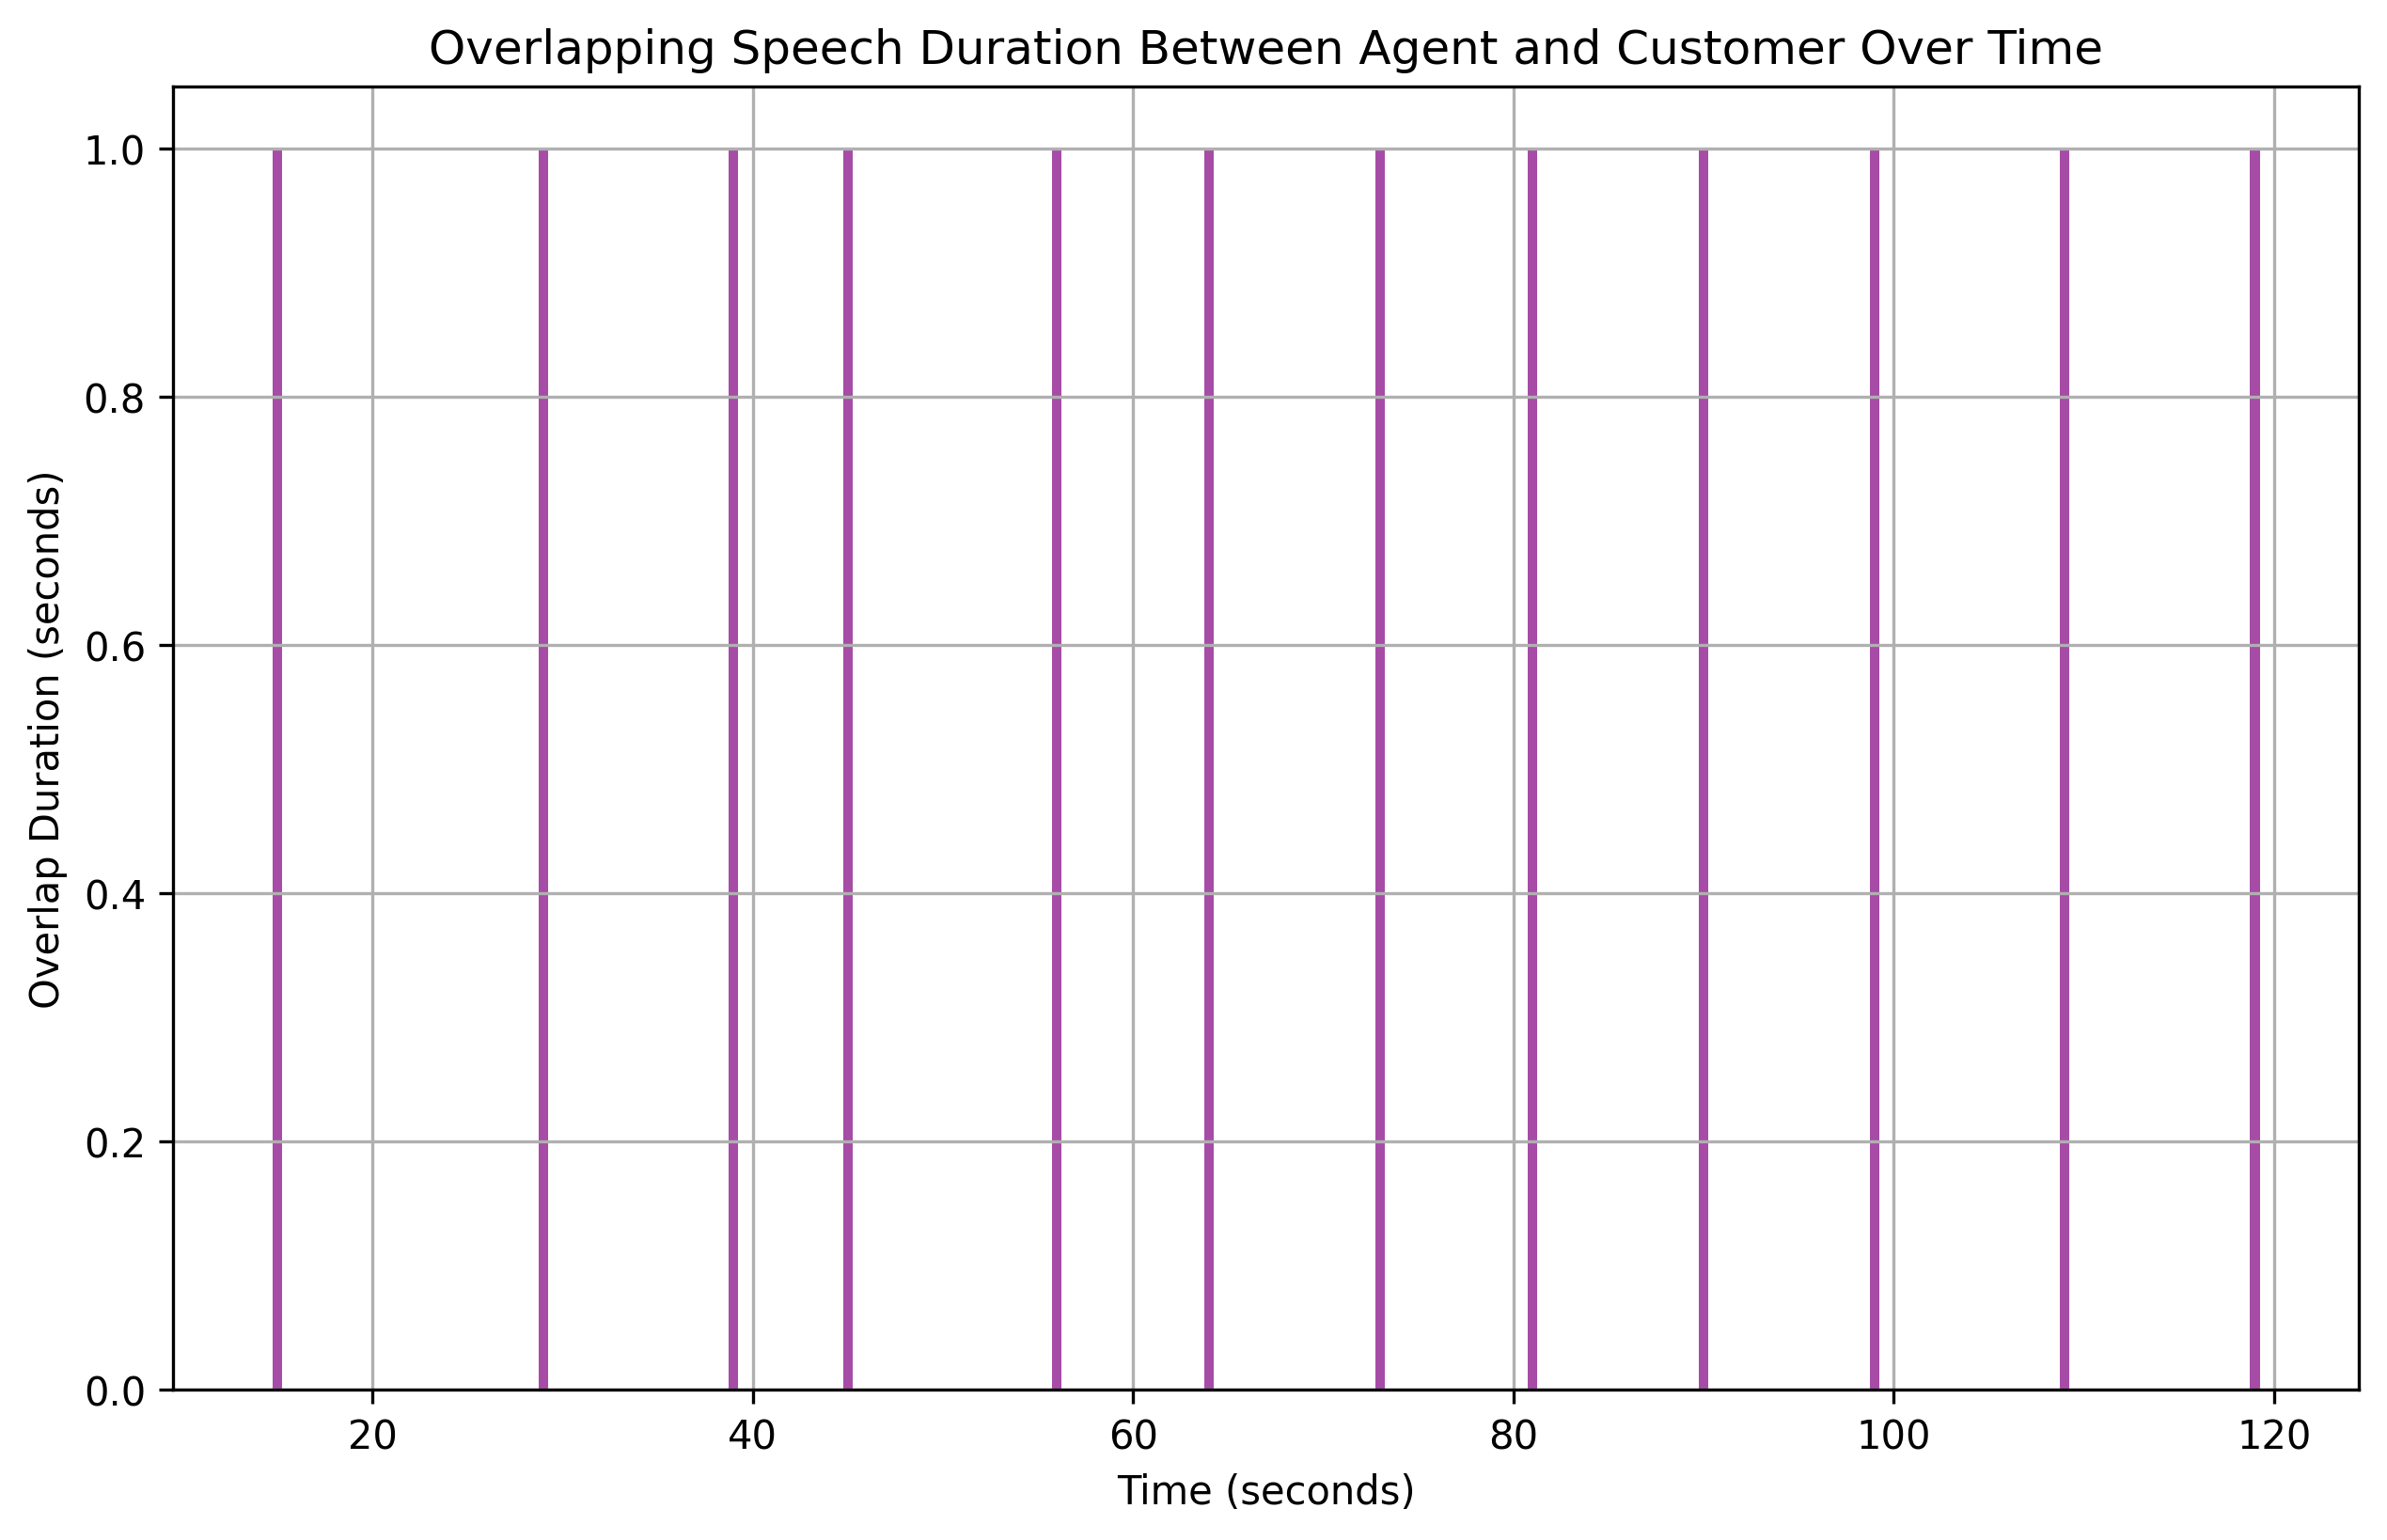 Overlapping Speech Duration Between Agent and Customer Over Time
1.0
0.8
0.6
0.4
0.2
0.0
Overlap Duration (seconds)
20 40 60 80 100 120
Time (seconds)